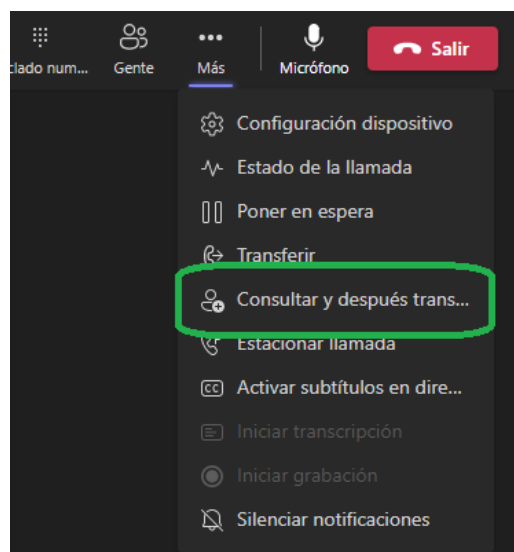 clado num...
Gente
Más
Micrófono
Salir
Configuración dispositivo
Estado de la llamada
Poner en espera
Transferir
Consultar y después trans...
Estacionar llamada
CC Activar subtítulos en dire...
Iniciar transcripción
Iniciar grabación
Silenciar notificaciones